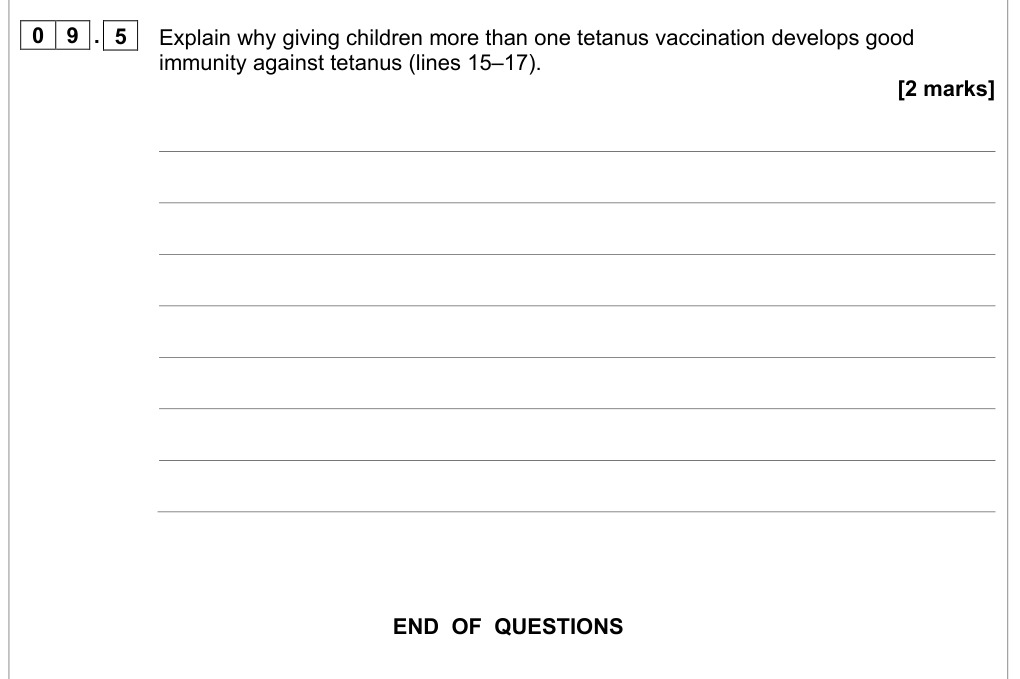 0 9 . 5 Explain why giving children more than one tetanus vaccination develops good
immunity against tetanus (lines 15–17).
[2 marks]
END OF QUESTIONS